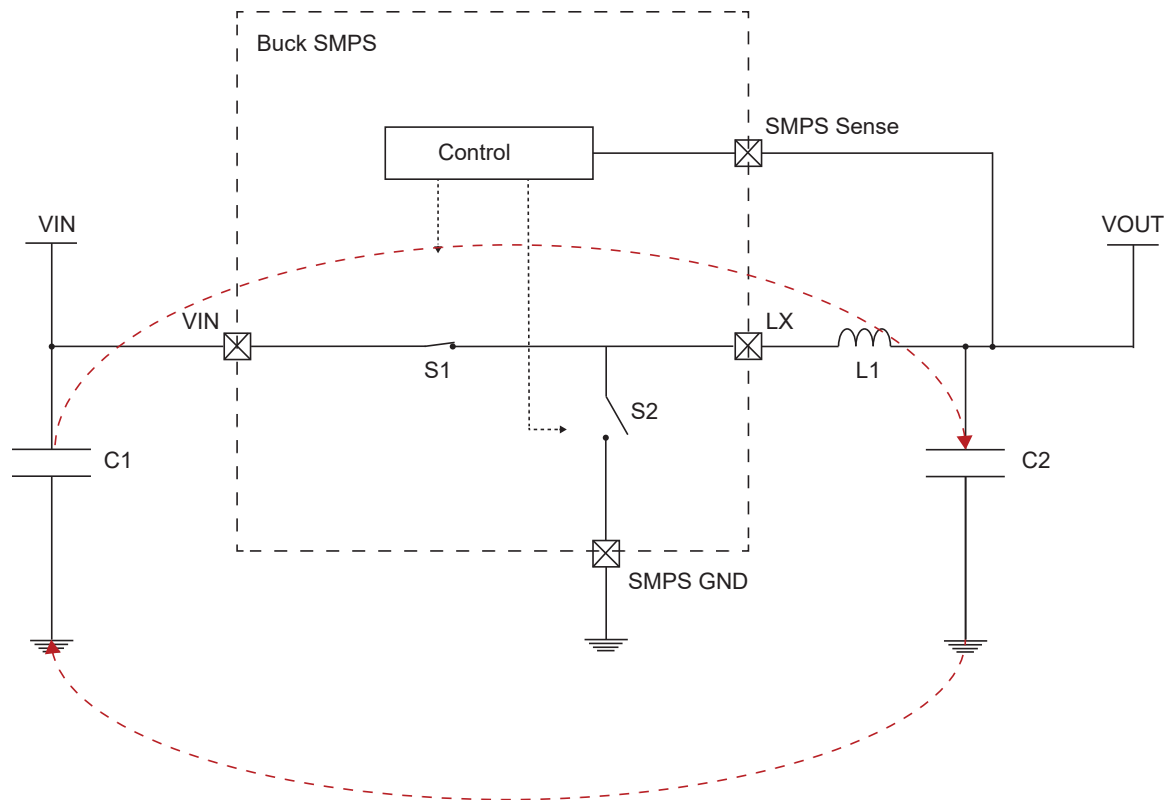 Buck SMPS
SMPS Sense
Control
VIN
VOUT
VIN
LX
S1
L1
S2
C1
C2
SMPS GND